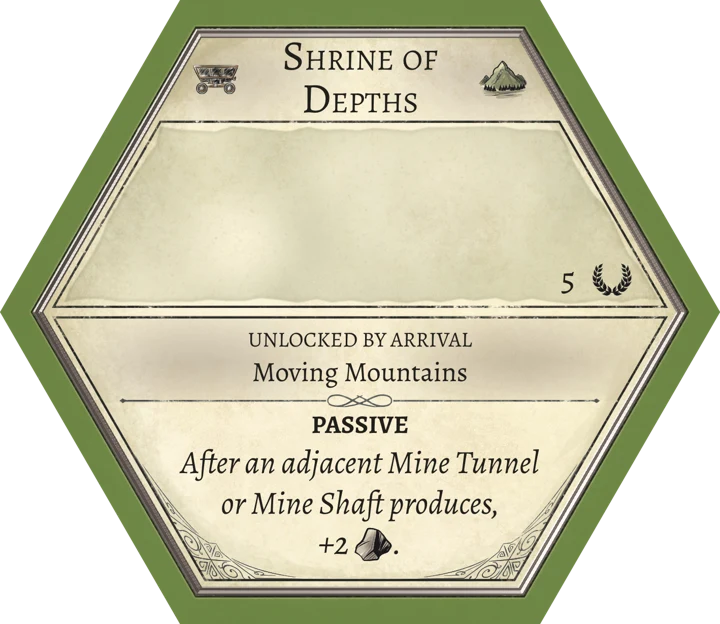 Shrine of
Depths
5
UNLOCKED BY ARRIVAL
Moving Mountains
PASSIVE
After an adjacent Mine Tunnel
or Mine Shaft produces,
+2 .